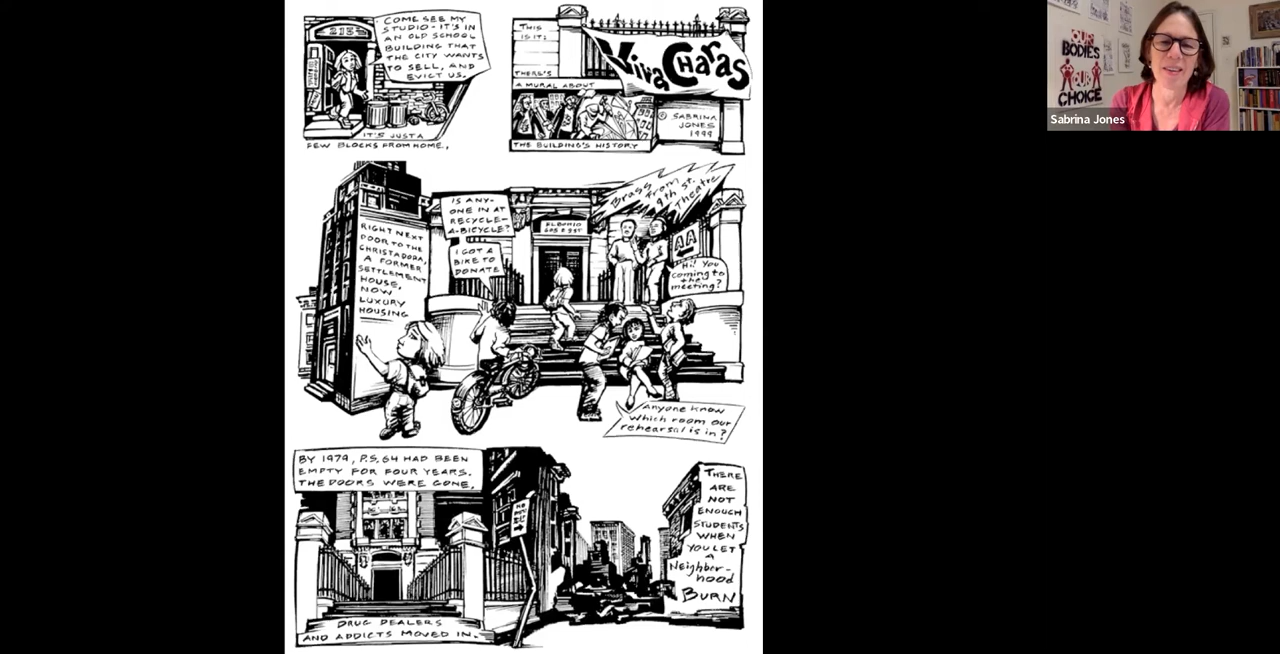 213
COME SEE MY
STUDIO - IT'S IN
AN OLD SCHOOL
BUILDING THAT
THE CITY WANTS
TO SELL, AND
EVICT US.
IT'S JUST A
FEW BLOCKS FROM HOME,
THIS
IS IT:
THERE'S
A MURAL ABOUT
THE BUILDING'S HISTORY
Viva Charas
© SABRINA
JONES
1999
RIGHT NEXT
DOOR TO THE
CHRISTADORA,
A FORMER
SETTLEMENT
HOUSE,
NOW
LUXURY
HOUSING
IS ANY-
ONE IN AT
RECYCLE-
A-BICYCLE?
I GOT A
BIKE TO
DONATE
EL BOHIO
605 E 9 ST
Brass
from
9th St.
Theatre
AA
Hi! You
coming to
the
meeting?
Anyone know
which room our
rehearsal is in?
BY 1979, P.S. 64 HAD BEEN
EMPTY FOR FOUR YEARS.
THE DOORS WERE GONE.
DRUG DEALERS
AND ADDICTS MOVED IN.
THERE
ARE
NOT
ENOUGH
STUDENTS
WHEN
YOU LET
A
Neighbor-
hood
BURN
OUR
BODIES
OUR
CHOICE
Sabrina Jones